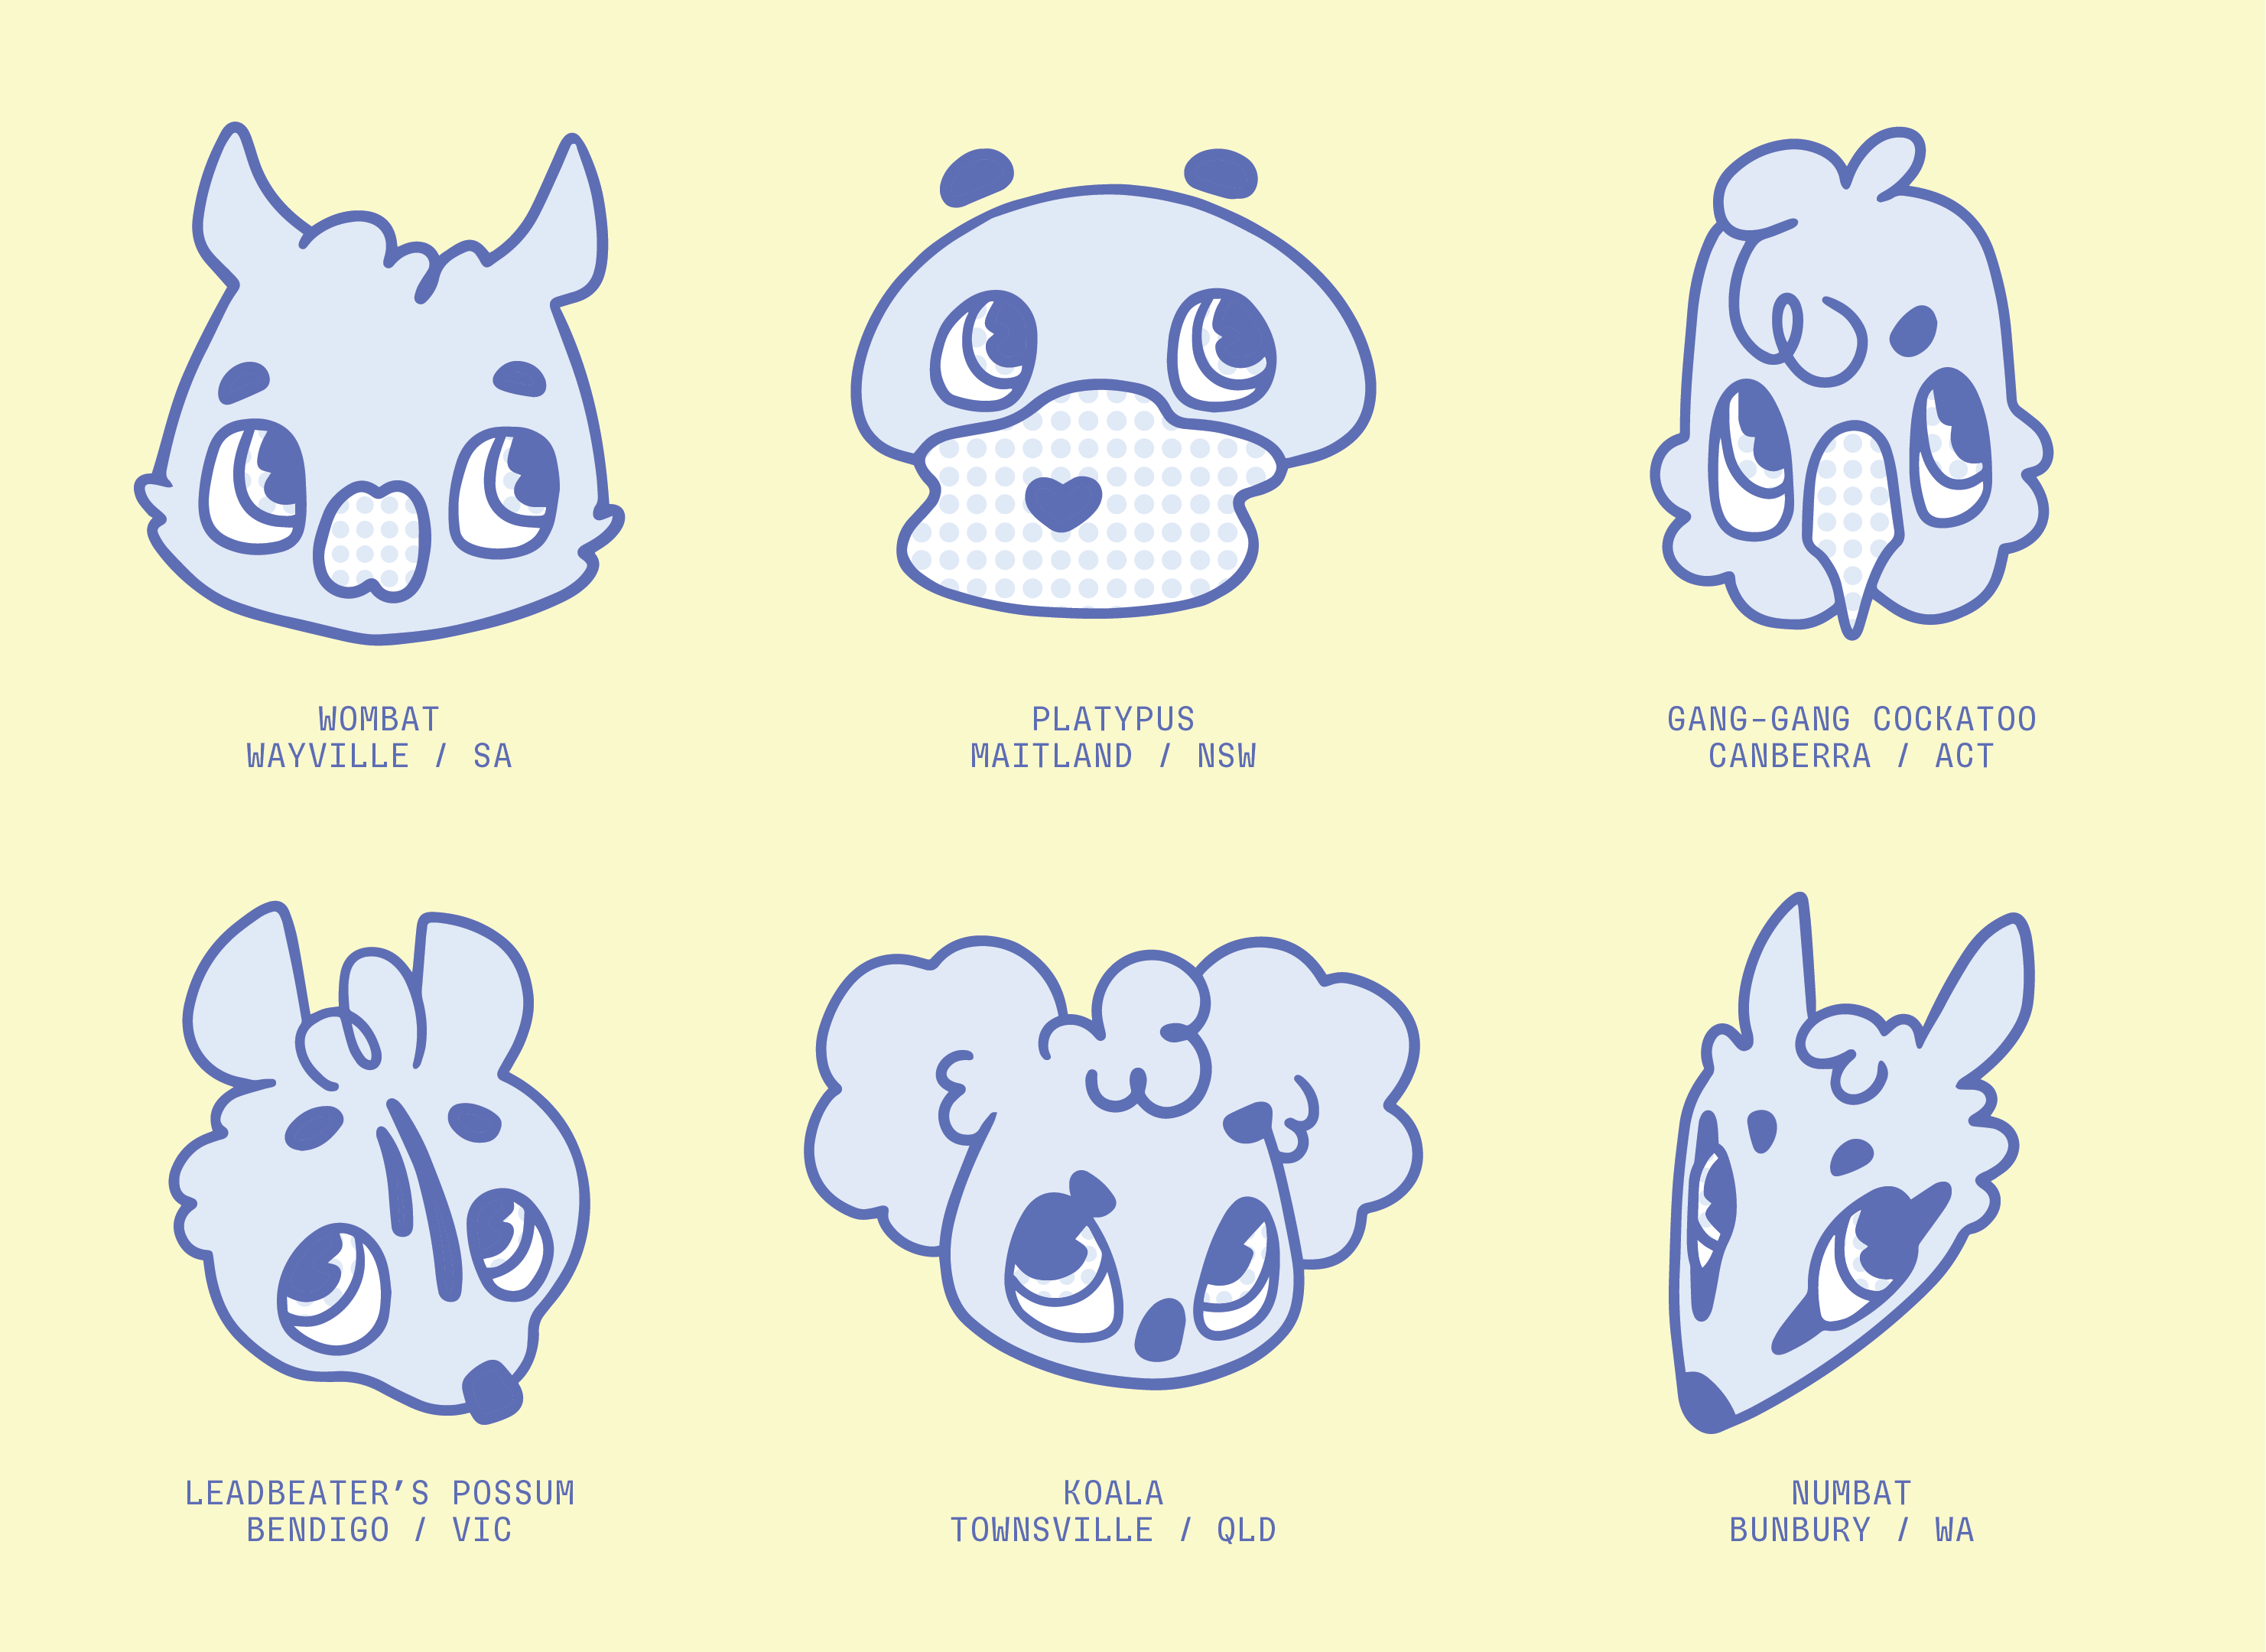 WOMBAT
WAYVILLE / SA
PLATYPUS
MAITLAND / NSW
GANG-GANG COCKATOO
CANBERRA / ACT
LEADBEATER’S POSSUM
BENDIGO / VIC
KOALA
TOWNSVILLE / QLD
NUMBAT
BUNBURY / WA